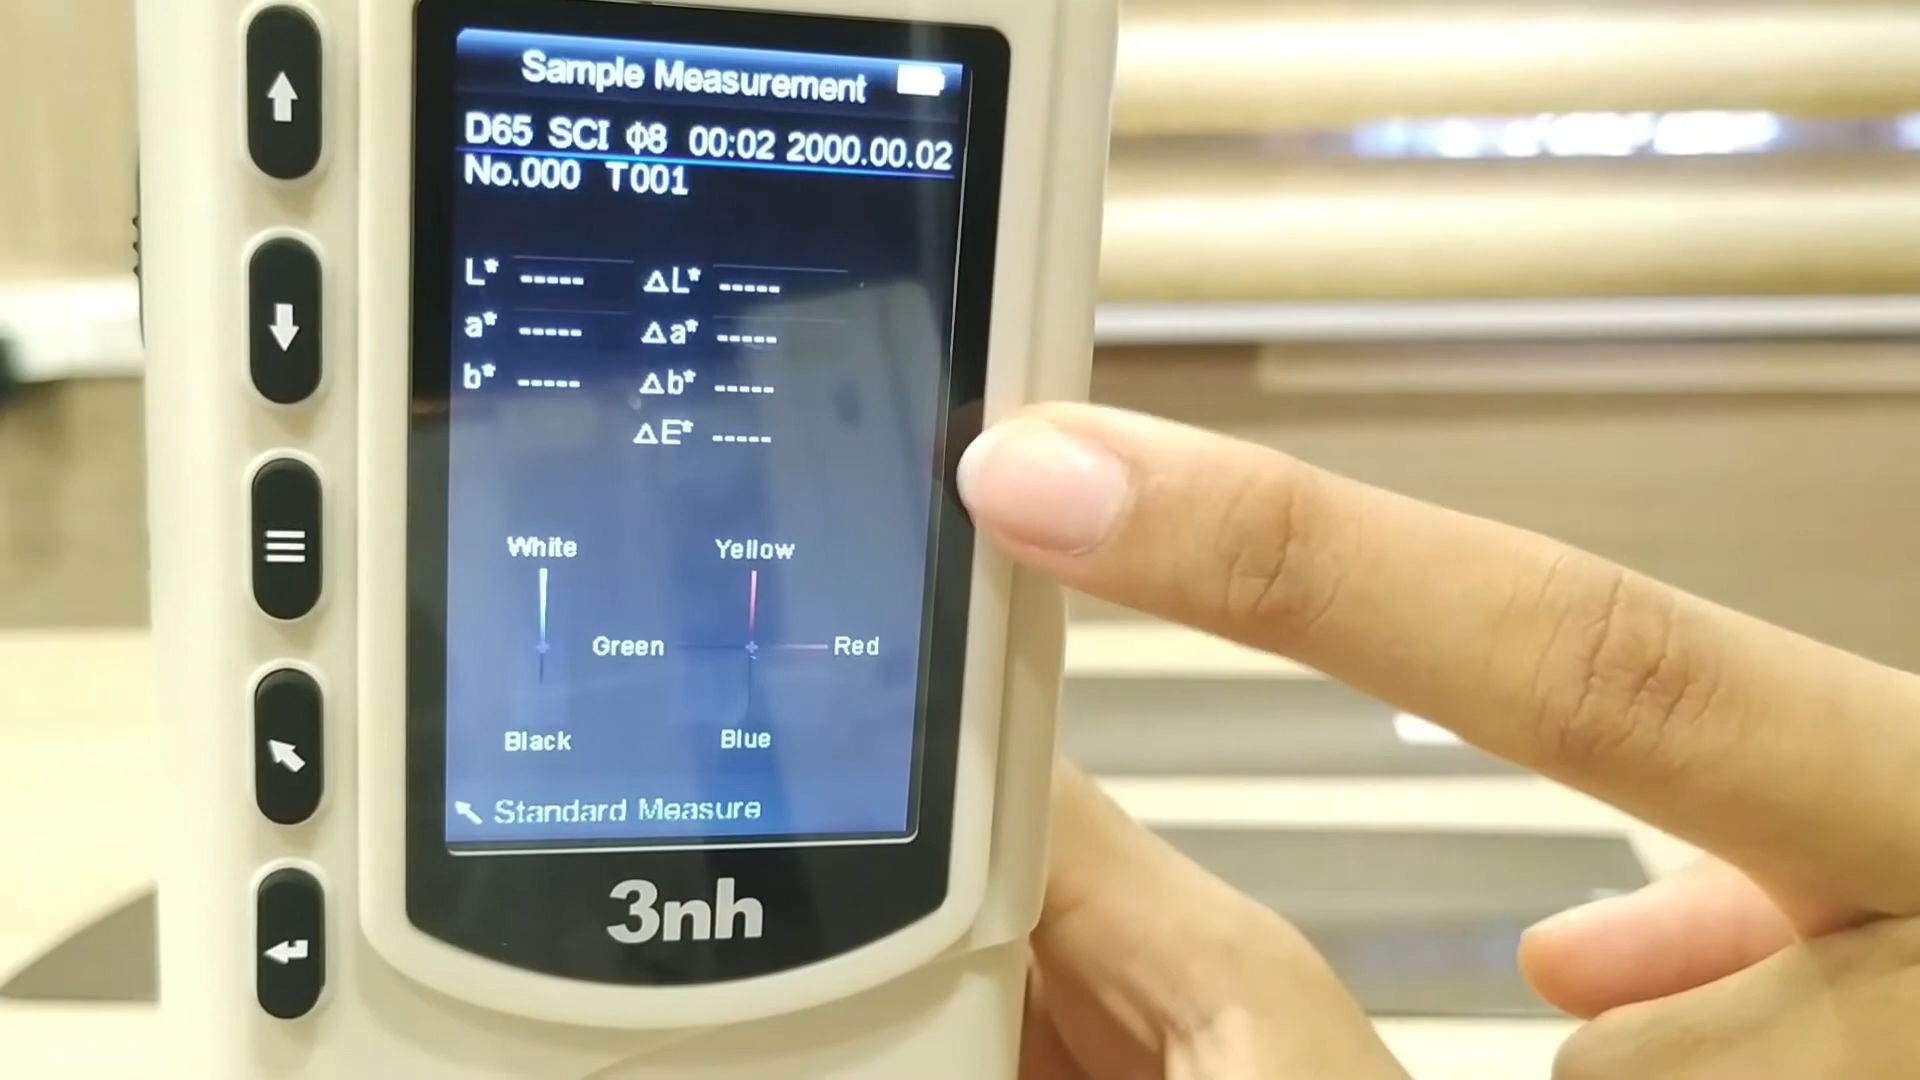 Sample Measurement
D65 SCI Φ8 00:02 2000.00.02
No.000 T001
L* ----- ΔL* -----
a* ----- Δa* -----
b* ----- Δb* -----
ΔE* -----
White Yellow
Green Red
Black Blue
Standard Measure
3nh